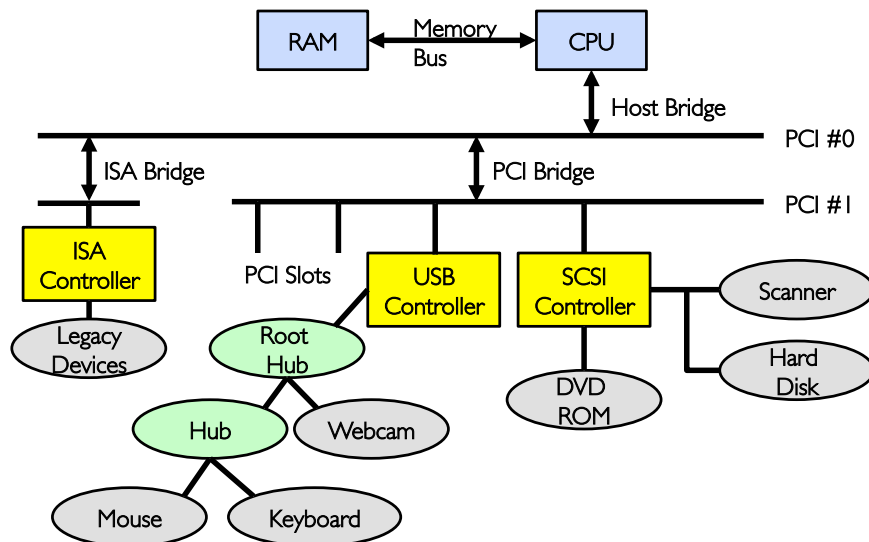 RAM
Memory
Bus
CPU
Host Bridge
PCI #0
ISA Bridge
PCI Bridge
PCI #1
ISA
Controller
PCI Slots
USB
Controller
SCSI
Controller
Scanner
Legacy
Devices
Root
Hub
Hard
Disk
DVD
ROM
Hub
Webcam
Mouse
Keyboard